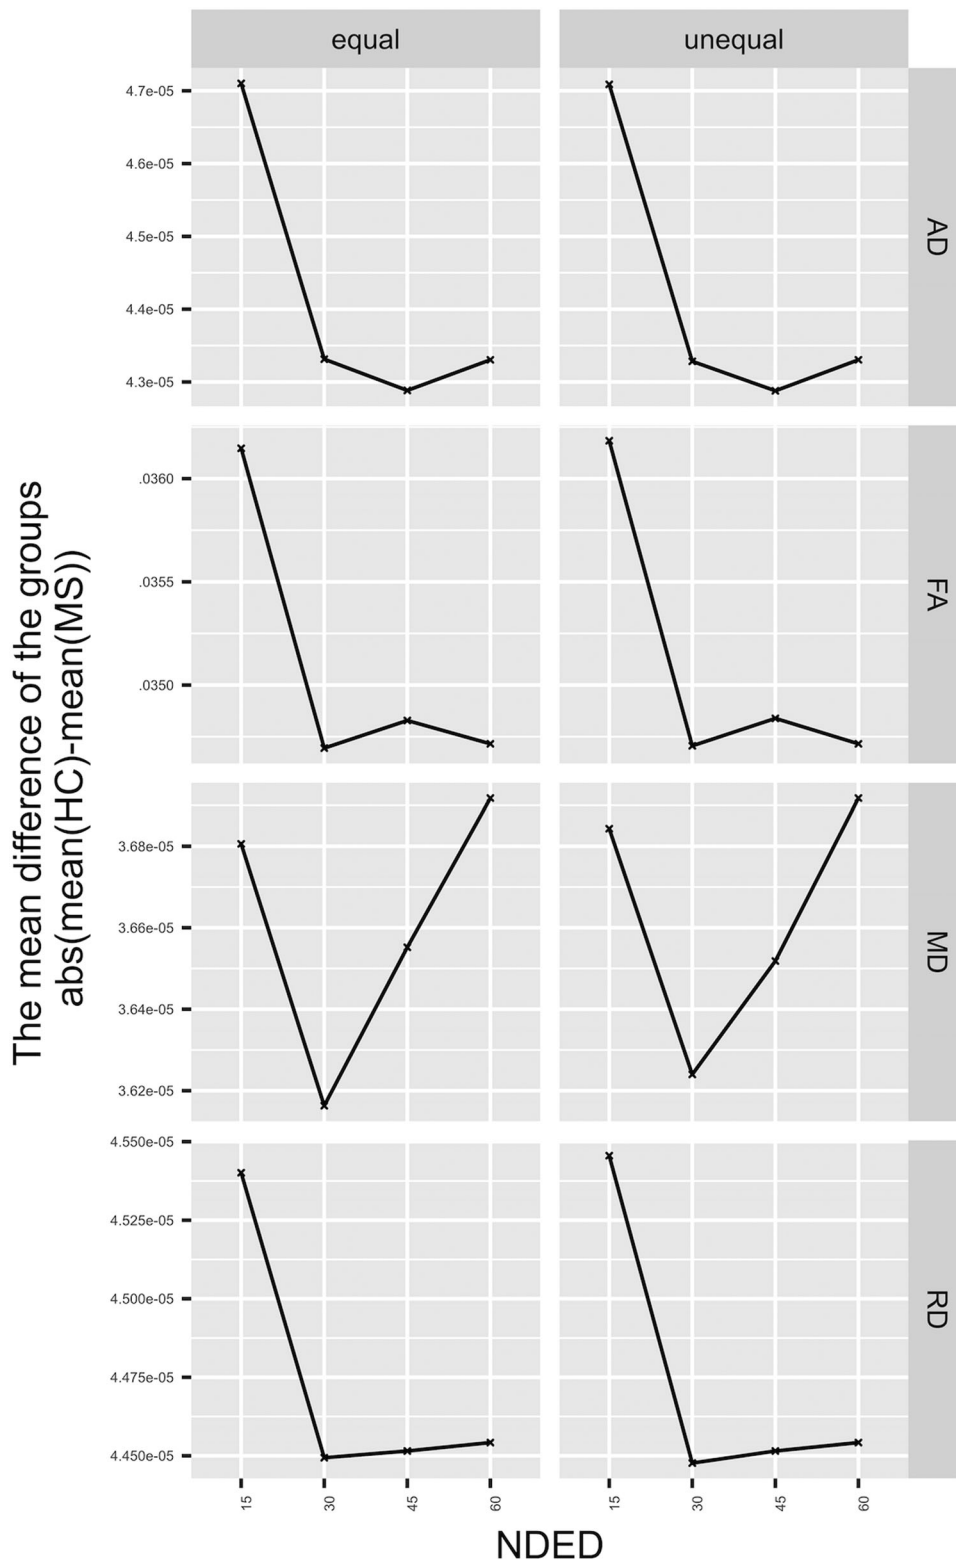 equal
unequal
The mean difference of the groups
abs(mean(HC)-mean(MS))
4.7e-05
4.6e-05
4.5e-05
4.4e-05
4.3e-05
AD
.0360
.0355
.0350
FA
3.68e-05
3.66e-05
3.64e-05
3.62e-05
MD
4.550e-05
4.525e-05
4.500e-05
4.475e-05
4.450e-05
RD
15
30
45
60
15
30
45
60
NDED